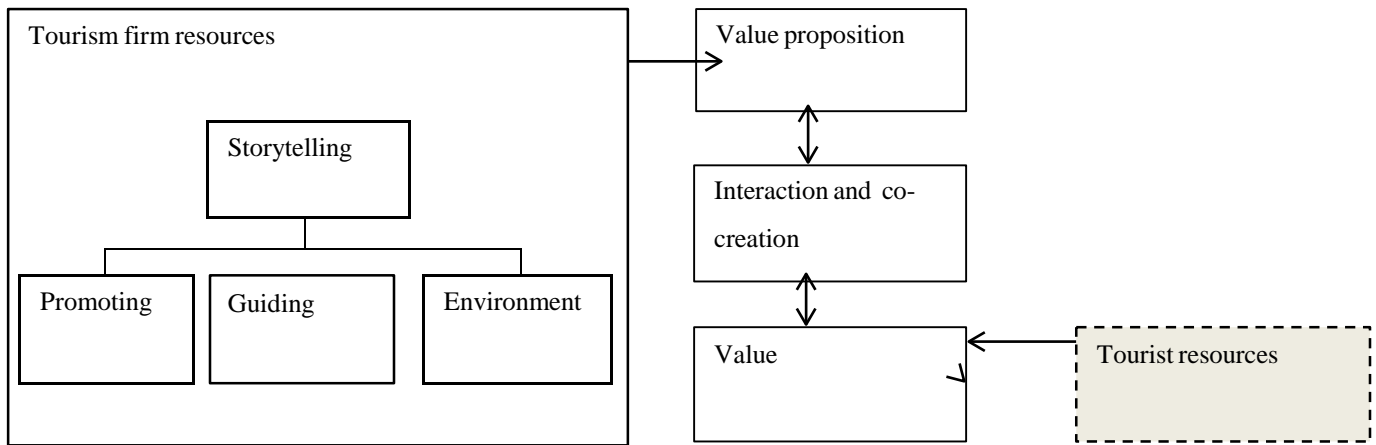 Tourism firm resources
Value proposition
Storytelling
Interaction and co-
creation
Promoting
Guiding
Environment
Value
Tourist resources